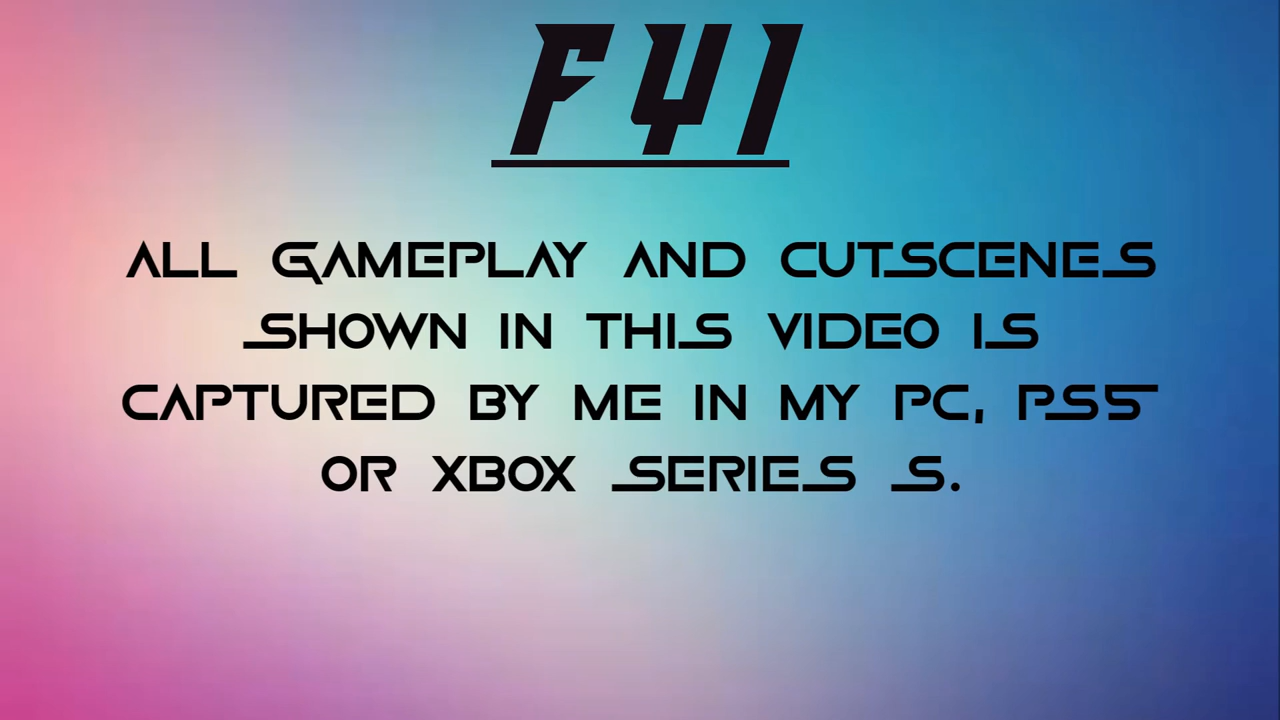 FYI
ALL GAMEPLAY AND CUTSCENES
SHOWN IN THIS VIDEO IS
CAPTURED BY ME IN MY PC, PS5
OR XBOX SERIES S.